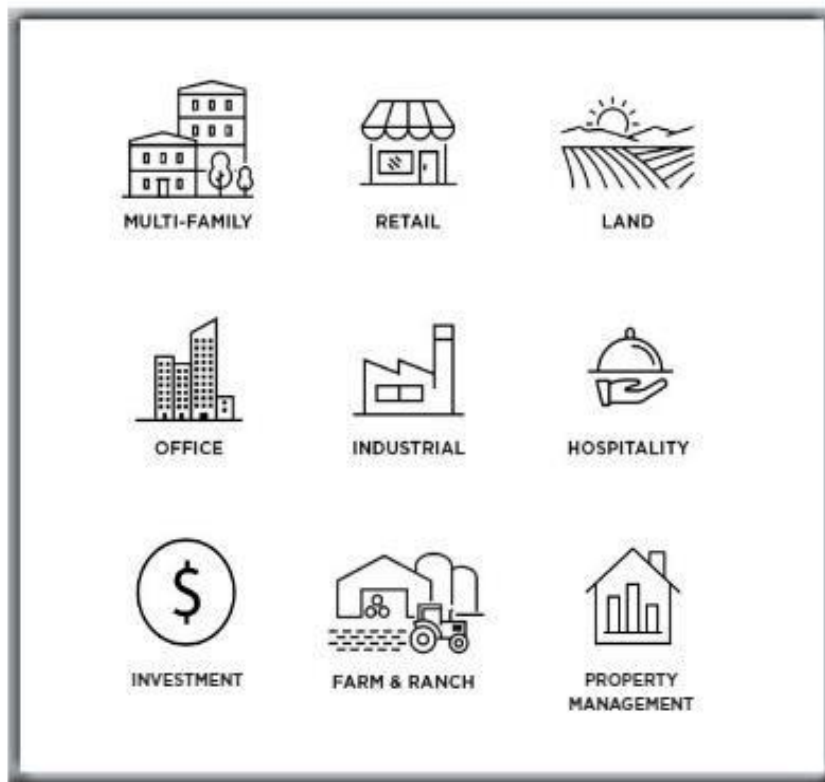 MULTI-FAMILY
RETAIL
LAND
OFFICE
INDUSTRIAL
HOSPITALITY
$
INVESTMENT
FARM & RANCH
PROPERTY
MANAGEMENT